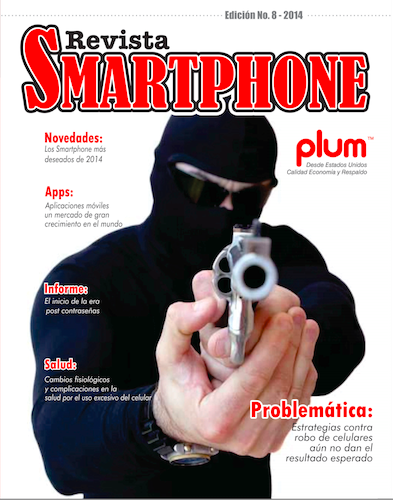 Edición No. 8 - 2014
Revista
SMARTPHONE
Novedades:
Los Smartphone más
deseados de 2014
plum™
Desde Estados Unidos
Calidad Economía y Respaldo
Apps:
Aplicaciones móviles
un mercado de gran
crecimiento en el mundo
Informe:
El inicio de la era
post contraseñas
Salud:
Cambios fisiológicos
y complicaciones en la
salud por el uso excesivo del celular
Problemática:
Estrategias contra
robo de celulares
aún no dan el
resultado esperado